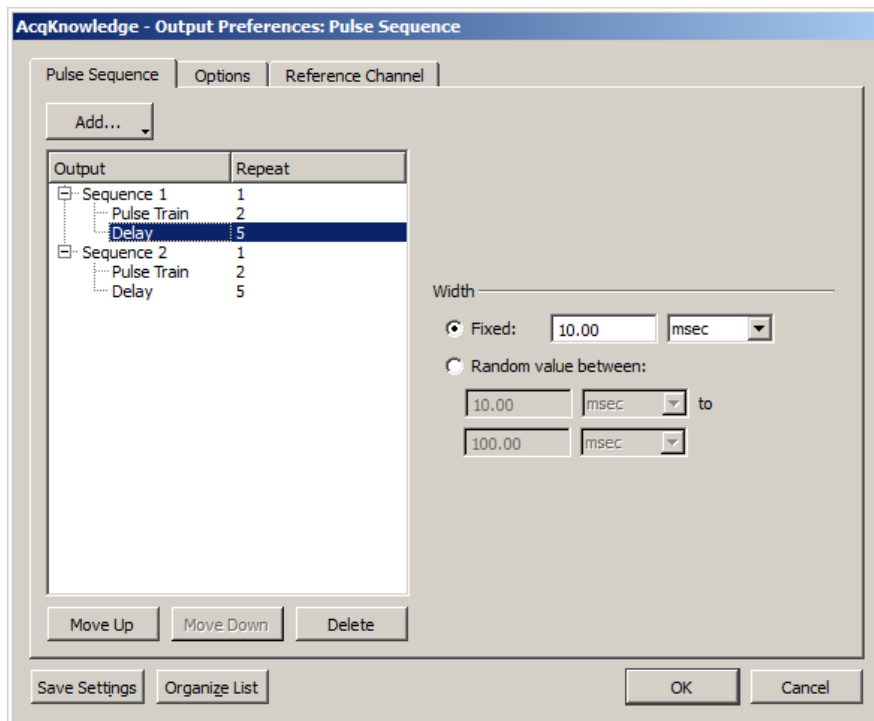 AcqKnowledge - Output Preferences: Pulse Sequence
Pulse Sequence Options Reference Channel
Add...
Output Repeat
Sequence 1 1
Pulse Train 2
Delay 5
Sequence 2 1
Pulse Train 2
Delay 5
Width
Fixed: 10.00 msec
Random value between:
10.00 msec to
100.00 msec
Move Up Move Down Delete
Save Settings Organize List OK Cancel